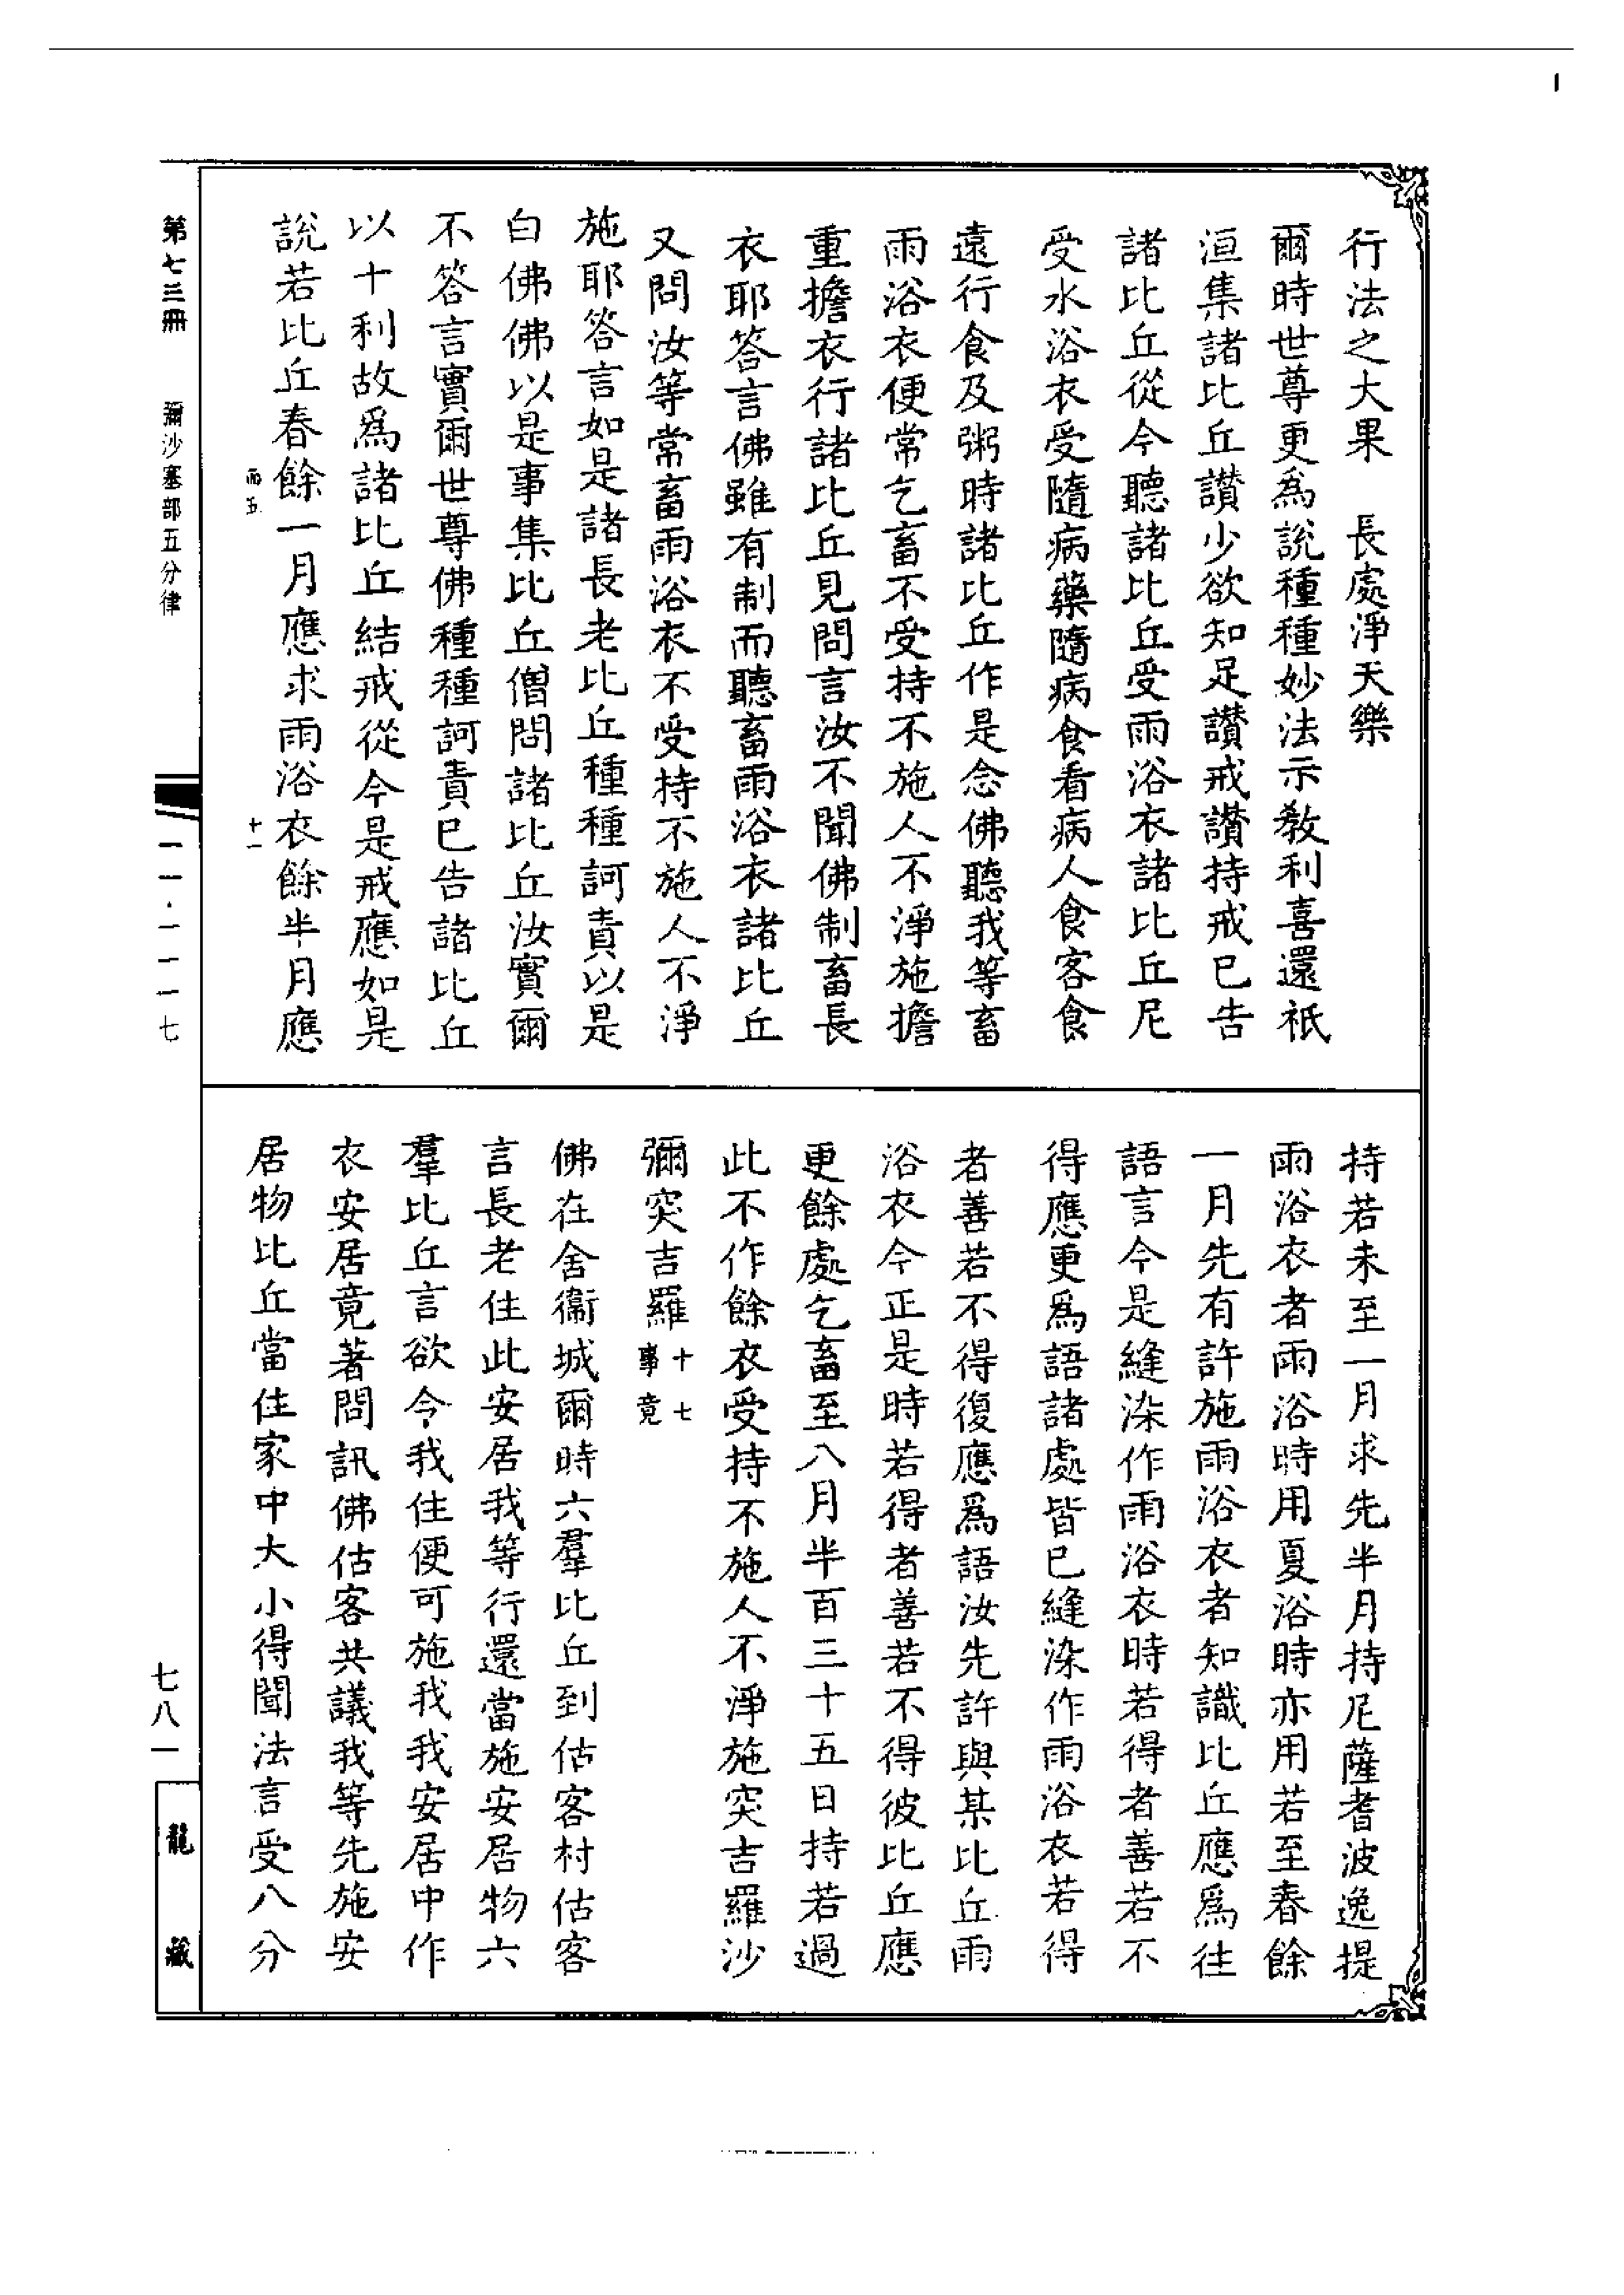 行法之大果　長處淨天樂
爾時世尊更爲說種種妙法示教利喜還祇
洹集諸比丘讚少欲知足讚戒讚持戒已告
諸比丘從今聽諸比丘受雨浴衣諸比丘尼
受水浴衣受隨病藥隨病食看病人食客食
遠行食及粥時諸比丘作是念佛聽我等畜
雨浴衣便常乞畜不受持不施人不淨施擔
重擔衣行諸比丘見問言汝不聞佛制畜長
衣耶答言佛雖有制而聽畜雨浴衣諸比丘
又問汝等常畜雨浴衣不受持不施人不淨
施耶答言如是諸長老比丘種種訶責以是
白佛佛以是事集比丘僧問諸比丘汝實爾
不答言實爾世尊佛種種訶責已告諸比丘
以十利故爲諸比丘結戒從今是戒應如是
說若比丘春餘一月應求雨浴衣餘半月應
持若未至一月求先半月持尼薩耆波逸提
雨浴衣者雨浴時用夏浴時亦用若至春餘
一月先有許施雨浴衣者知識比丘應爲往
語言今是縫染作雨浴衣時若得者善若不
得應更爲語諸處皆已縫染作雨浴衣若得
者善若不得復應爲語汝先許與某比丘雨
浴衣今正是時若得者善若不得彼比丘應
更餘處乞畜至八月半百三十五日持若過
此不作餘衣受持不施人不淨施突吉羅沙
彌突吉羅十七事竟
佛在舍衞城爾時六羣比丘到估客村估客
言長老住此安居我等行還當施安居物六
羣比丘言欲令我住便可施我我安居中作
衣安居竟著問訊佛估客共議我等先施安
居物比丘當住家中大小得聞法言受八分
第七三冊　彌沙塞部五分律
而五　十一
一一一·一一一七
七八一
龍藏
1